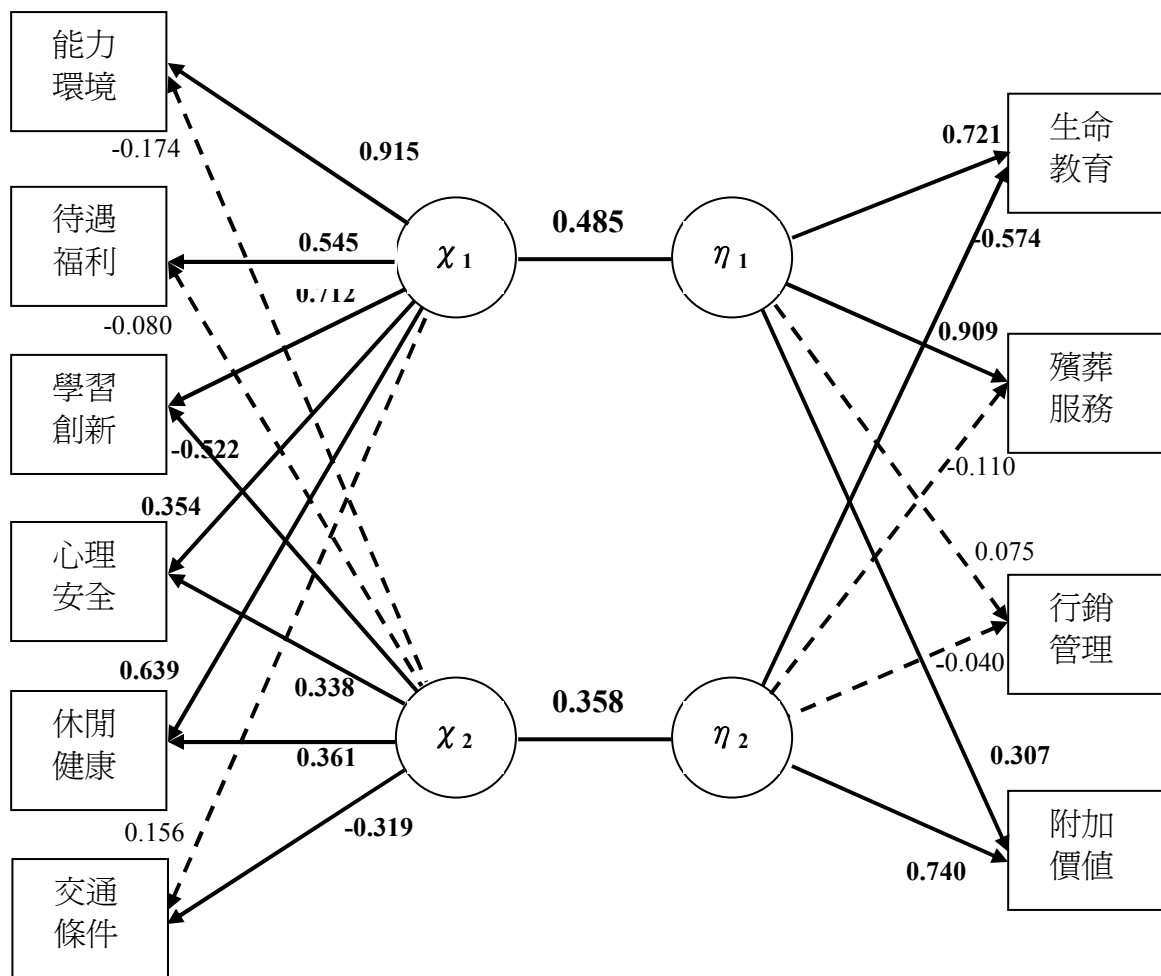 能力
環境
-0.174
0.915
待遇
福利
0.545
0.712
-0.080
學習
創新
-0.522
0.354
心理
安全
0.639
0.338
休閒
健康
0.361
0.156
-0.319
交通
條件
χ 1
0.485
η 1
χ 2
0.358
η 2
0.721
生命
教育
-0.574
0.909
殯葬
服務
-0.110
0.075
行銷
管理
-0.040
0.307
附加
價值
0.740